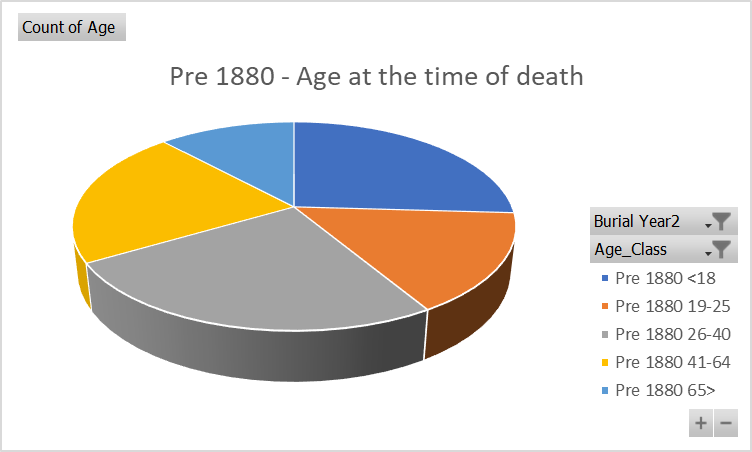 Count of Age
Pre 1880 - Age at the time of death
Burial Year2
Age_Class
Pre 1880 <18
Pre 1880 19-25
Pre 1880 26-40
Pre 1880 41-64
Pre 1880 65>
+ −